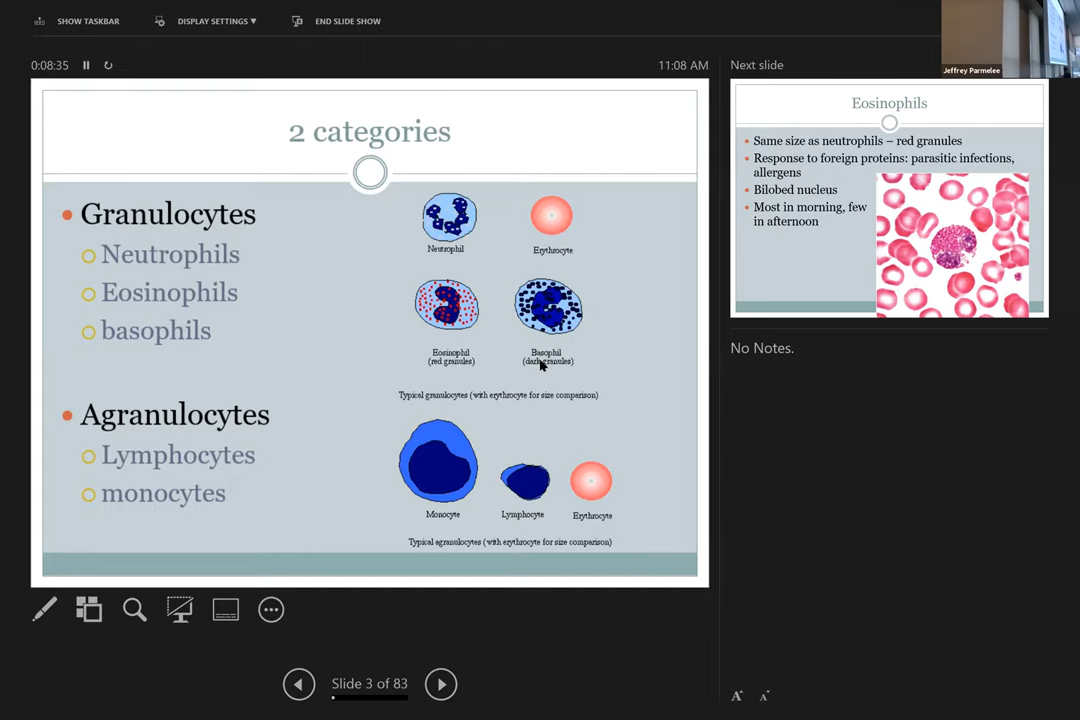 SHOW TASKBAR
DISPLAY SETTINGS ▼
END SLIDE SHOW
Jeffrey Parmelee
0:08:35
11:08 AM
Next slide
2 categories
• Granulocytes
Neutrophils
Eosinophils
basophils
• Agranulocytes
Lymphocytes
monocytes
Neutrophil
Erythrocyte
Eosinophil
(red granules)
Basophil
(dark granules)
Typical granulocytes (with erythrocyte for size comparison)
Monocyte
Lymphocyte
Erythrocyte
Typical agranulocytes (with erythrocyte for size comparison)
Eosinophils
• Same size as neutrophils – red granules
• Response to foreign proteins: parasitic infections,
allergens
• Bilobed nucleus
• Most in morning, few
in afternoon
No Notes.
Slide 3 of 83
A
A